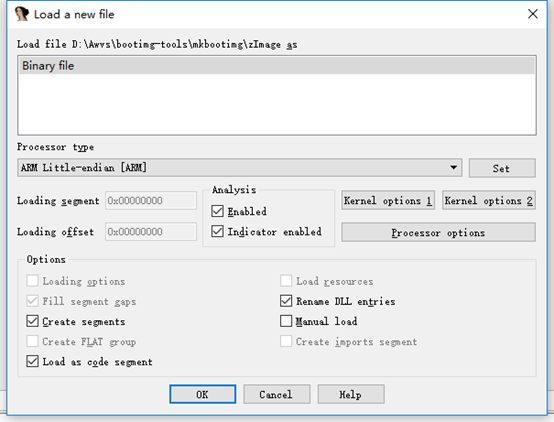 Load a new file
Load file D:\Awvs\bootimg-tools\mkbooting\zImage as
Binary file
Processor type
ARM Little-endian [ARM]
Set
Loading segment 0x00000000
Loading offset 0x00000000
Analysis
Enabled
Indicator enabled
Kernel options 1
Kernel options 2
Processor options
Options
Loading options
Fill segment gaps
Create segments
Create FLAT group
Load as code segment
Load resources
Rename DLL entries
Manual load
Create imports segment
OK
Cancel
Help